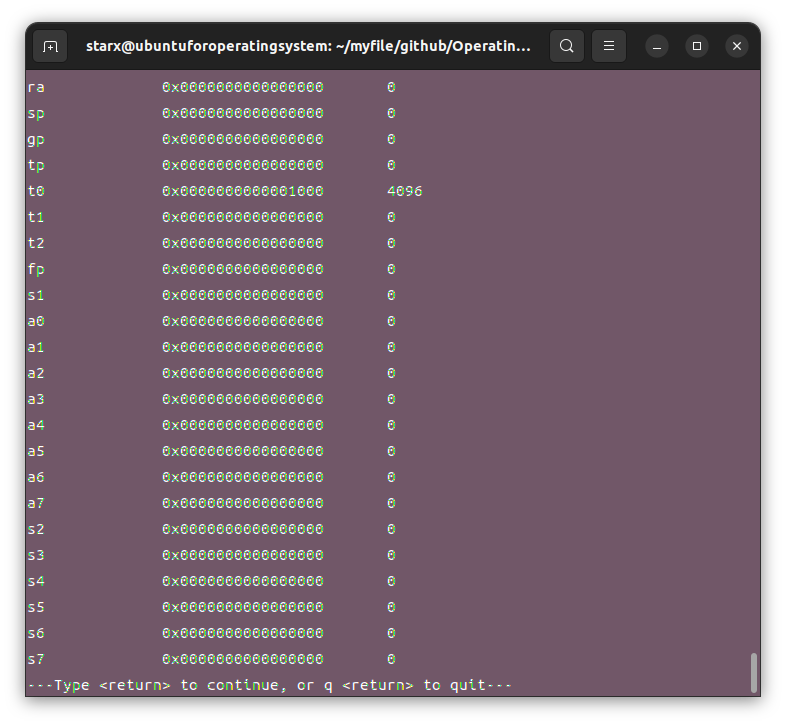 starx@ubuntuforoperatingsystem: ~/myfile/github/Operatin...
ra 0x0000000000000000 0
sp 0x0000000000000000 0
gp 0x0000000000000000 0
tp 0x0000000000000000 0
t0 0x0000000000001000 4096
t1 0x0000000000000000 0
t2 0x0000000000000000 0
fp 0x0000000000000000 0
s1 0x0000000000000000 0
a0 0x0000000000000000 0
a1 0x0000000000000000 0
a2 0x0000000000000000 0
a3 0x0000000000000000 0
a4 0x0000000000000000 0
a5 0x0000000000000000 0
a6 0x0000000000000000 0
a7 0x0000000000000000 0
s2 0x0000000000000000 0
s3 0x0000000000000000 0
s4 0x0000000000000000 0
s5 0x0000000000000000 0
s6 0x0000000000000000 0
s7 0x0000000000000000 0
---Type <return> to continue, or q <return> to quit---